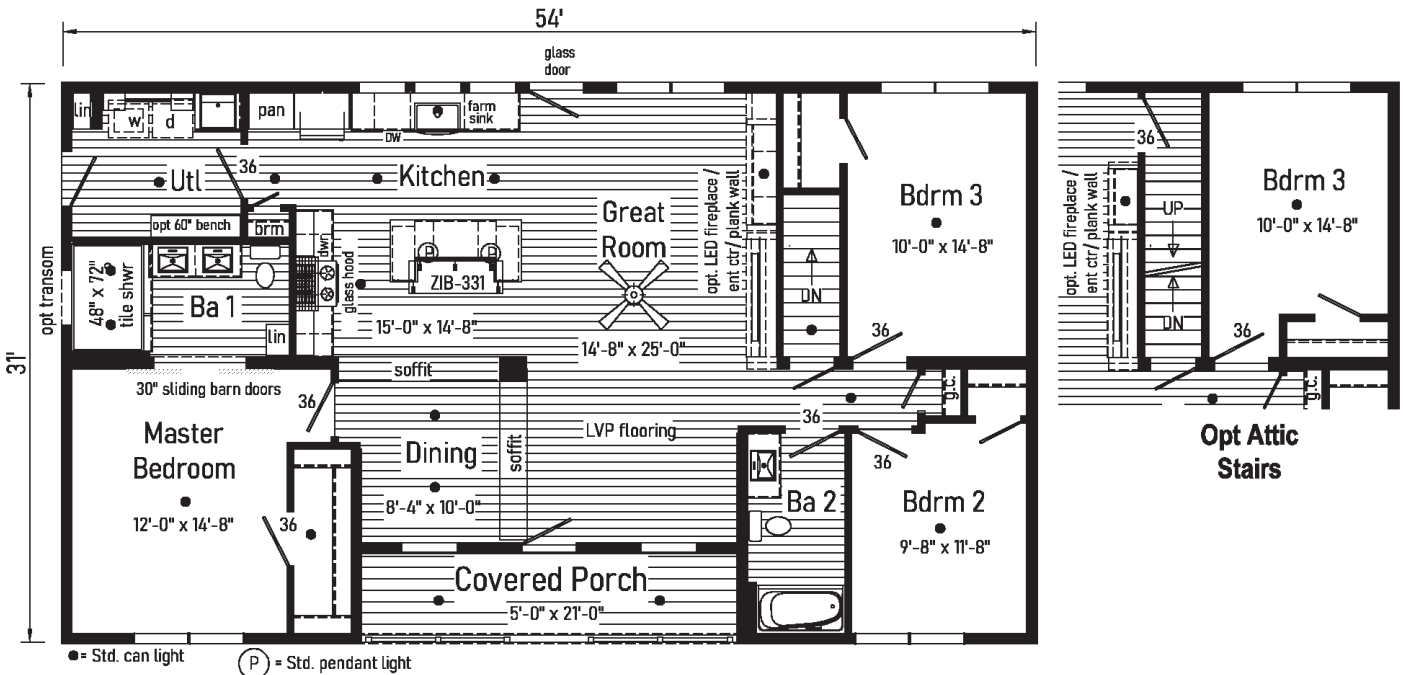 54'
31'
glass
door
lin
w
d
pan
DW
farm
sink
Utl
36
Kitchen
opt 60" bench
brm
dwr
glass hood
P
P
ZIB-331
Great
Room
opt. LED fireplace /
ent ctr/ plank wall
DN
Bdrm 3
10'-0" x 14'-8"
opt transom
48" x 72"
tile shwr
Ba 1
lin
15'-0" x 14'-8"
14'-8" x 25'-0"
36
30" sliding barn doors
36
soffit
soffit
Master
Bedroom
12'-0" x 14'-8"
36
Dining
8'-4" x 10'-0"
LVP flooring
36
g.c.
36
Ba 2
Bdrm 2
9'-8" x 11'-8"
Covered Porch
5'-0" x 21'-0"
= Std. can light
P = Std. pendant light
36
opt. LED fireplace /
ent ctr/ plank wall
UP
DN
Bdrm 3
10'-0" x 14'-8"
36
g.c.
Opt Attic
Stairs